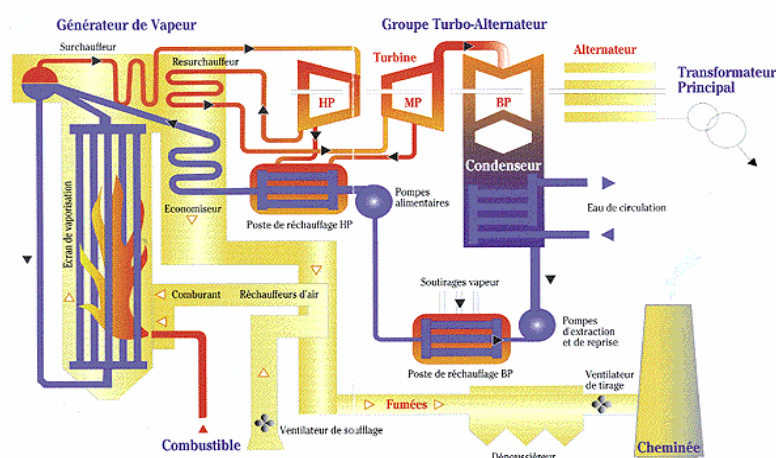 Générateur de Vapeur
Groupe Turbo-Alternateur
Surchauffeur
Resurchauffeur
Turbine
Alternateur
Transformateur
Principal
HP
MP
BP
Condenseur
Ecran de vaporisation
Economiseur
Poste de réchauffage HP
Pompes
alimentaires
Eau de circulation
Comburant
Réchauffeurs d'air
Soutirages vapeur
Pompes
d'extraction
et de reprise
Poste de réchauffage BP
Ventilateur
de tirage
Fumées
Combustible
Ventilateur de soufflage
Cheminée